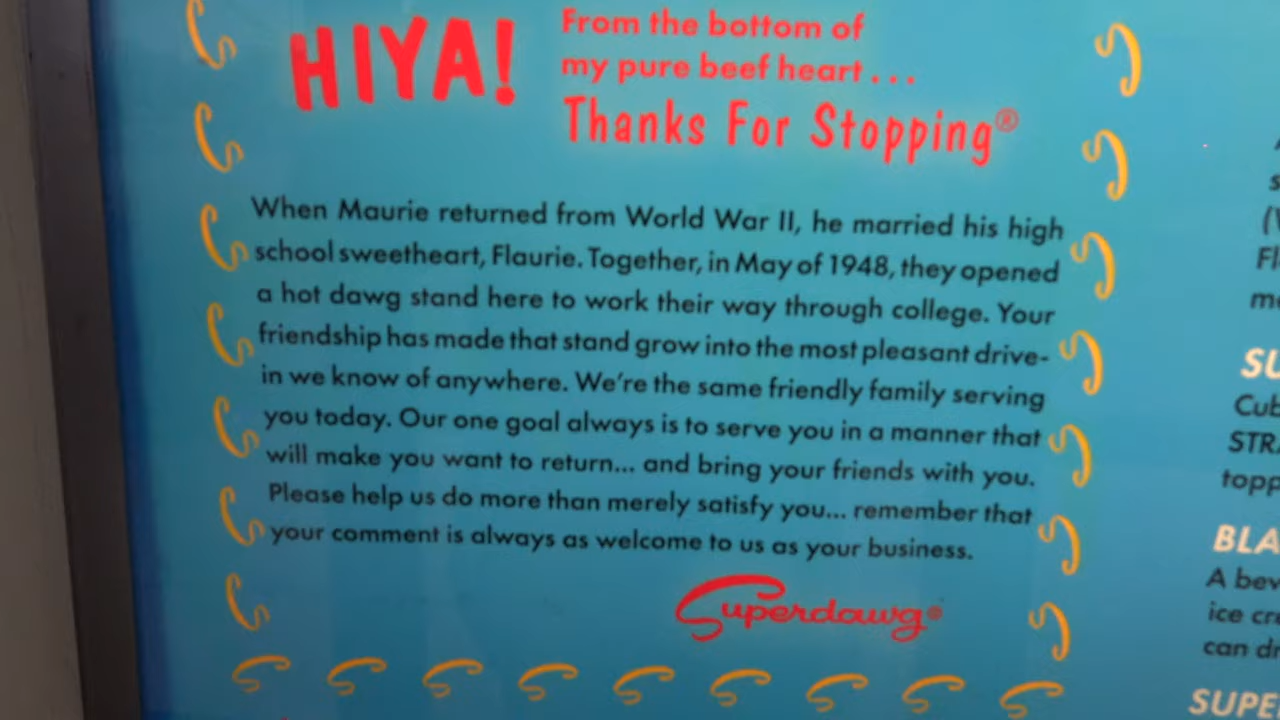 HIYA!
From the bottom of
my pure beef heart . . .
Thanks For Stopping®
When Maurie returned from World War II, he married his high
school sweetheart, Flaurie. Together, in May of 1948, they opened
a hot dawg stand here to work their way through college. Your
friendship has made that stand grow into the most pleasant drive-
in we know of anywhere. We're the same friendly family serving
you today. Our one goal always is to serve you in a manner that
will make you want to return... and bring your friends with you.
Please help us do more than merely satisfy you... remember that
your comment is always as welcome to us as your business.
Superdawg®
A bev
ice cr
can dr